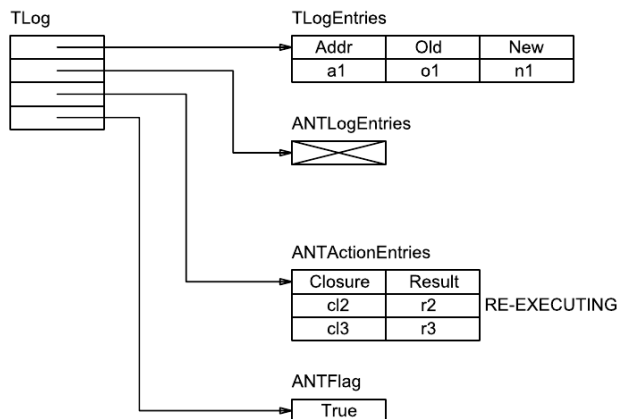 TLog
TLogEntries
Addr Old New
a1 o1 n1
ANTLogEntries
ANTActionEntries
Closure Result
cl2 r2 RE-EXECUTING
cl3 r3
ANTFlag
True